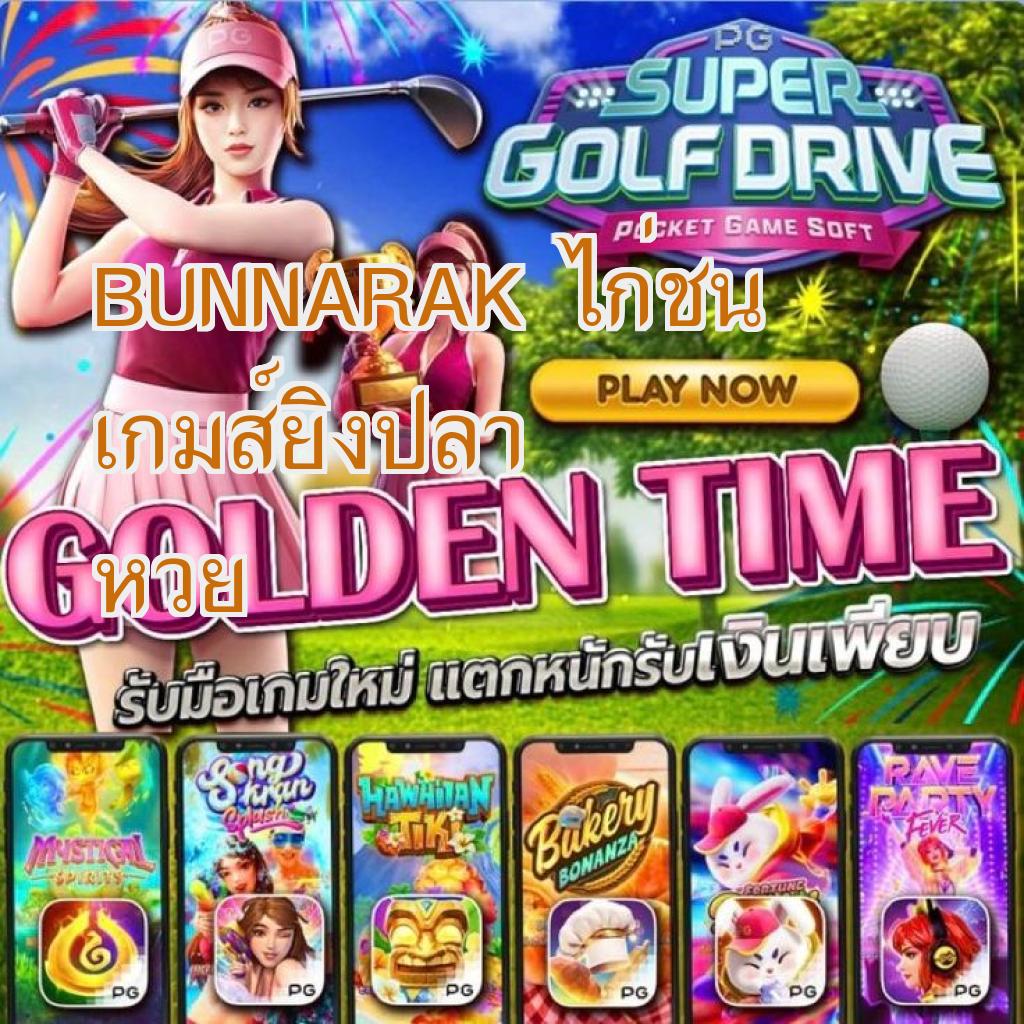 PG
PG
SUPER
GOLF DRIVE
POCKET GAME SOFT
BUNNARAK ไก่ชน
PLAY NOW
เกมส์ยิงปลา
GOLDEN TIME
หวย
รับมือเกมใหม่ แตกหนักรับเงินเพียบ
MYSTICAL
SPIRITS
Songkran
Splash
HAWAIIAN
TIKI
Bakery
BONANZA
FORTUNE
RAVE
PARTY
FEVER
PG
PG
PG
PG
PG
PG